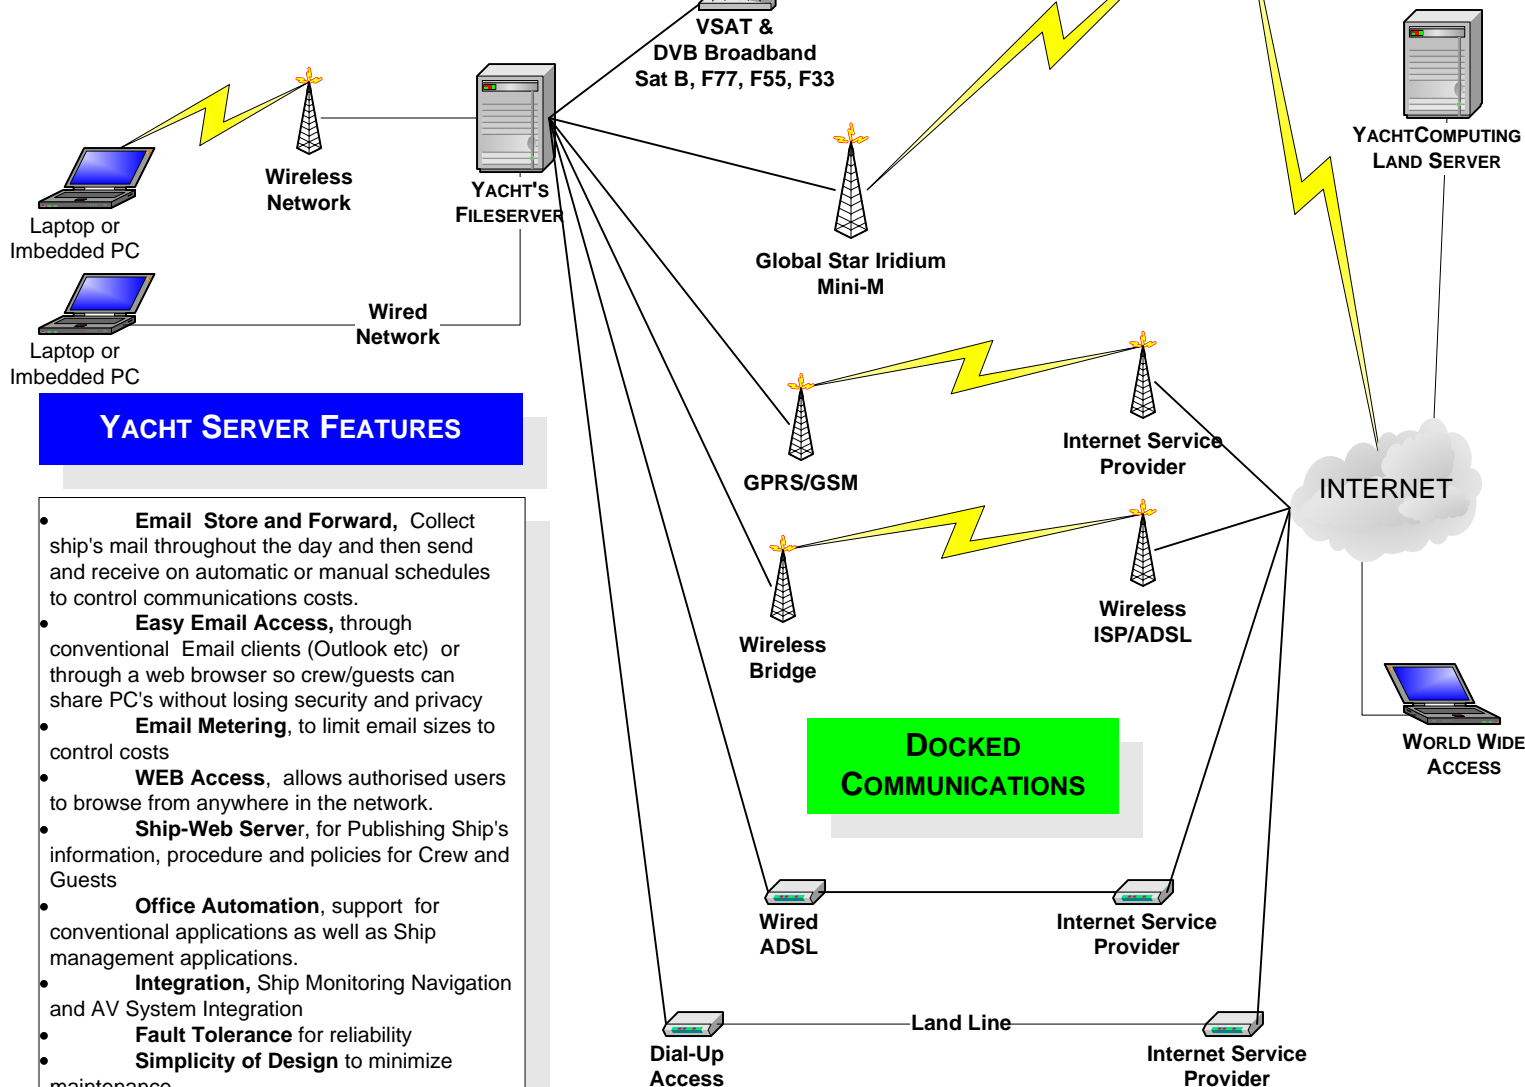 VSAT &
DVB Broadband
Sat B, F77, F55, F33
YACHTCOMPUTING
LAND SERVER
Wireless
Network
YACHT'S
FILESERVER
Laptop or
Imbedded PC
Global Star Iridium
Mini-M
Wired
Network
Laptop or
Imbedded PC
YACHT SERVER FEATURES
Internet Service
Provider
GPRS/GSM
INTERNET
• Email Store and Forward, Collect
ship's mail throughout the day and then send
and receive on automatic or manual schedules
to control communications costs.
• Easy Email Access, through
conventional Email clients (Outlook etc) or
through a web browser so crew/guests can
share PC's without losing security and privacy
• Email Metering, to limit email sizes to
control costs
• WEB Access, allows authorised users
to browse from anywhere in the network.
• Ship-Web Server, for Publishing Ship's
information, procedure and policies for Crew and
Guests
• Office Automation, support for
conventional applications as well as Ship
management applications.
• Integration, Ship Monitoring Navigation
and AV System Integration
• Fault Tolerance for reliability
• Simplicity of Design to minimize
maintenance
Wireless
Bridge
Wireless
ISP/ADSL
DOCKED
COMMUNICATIONS
WORLD WIDE
ACCESS
Wired
ADSL
Internet Service
Provider
Land Line
Dial-Up
Access
Internet Service
Provider